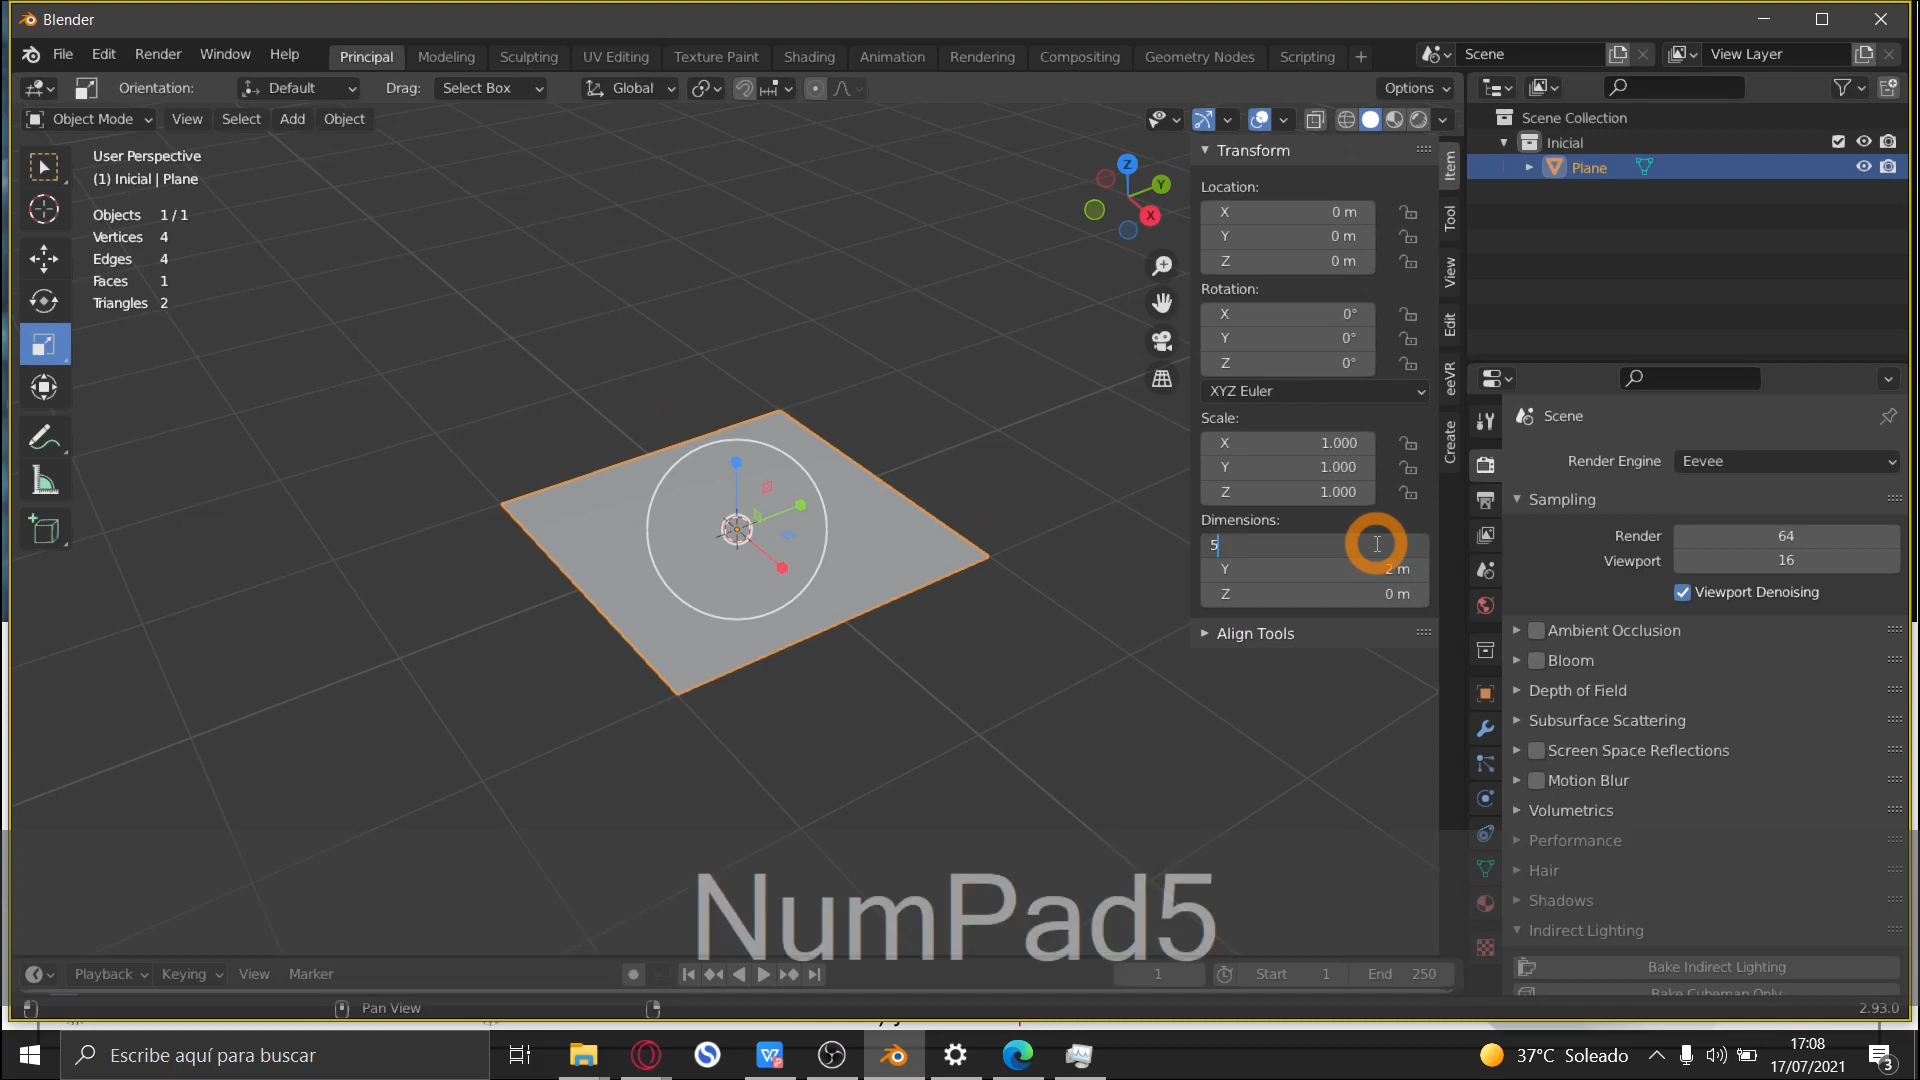 Blender
File Edit Render Window Help Principal Modeling Sculpting UV Editing Texture Paint Shading Animation Rendering Compositing Geometry Nodes Scripting + Scene View Layer
Orientation: Default Drag: Select Box Global Options
Object Mode View Select Add Object
User Perspective
(1) Inicial | Plane
Objects 1 / 1
Vertices 4
Edges 4
Faces 1
Triangles 2
Z
Y
X
Transform
Location:
X 0 m
Y 0 m
Z 0 m
Rotation:
X 0°
Y 0°
Z 0°
XYZ Euler
Scale:
X 1.000
Y 1.000
Z 1.000
Dimensions:
5
Y 2 m
Z 0 m
Align Tools
Item
Tool
View
Edit
eeVR
Create
Scene Collection
Inicial
Plane
Scene
Render Engine Eevee
Sampling
Render 64
Viewport 16
Viewport Denoising
Ambient Occlusion
Bloom
Depth of Field
Subsurface Scattering
Screen Space Reflections
Motion Blur
Volumetrics
Performance
Hair
Shadows
Indirect Lighting
Bake Indirect Lighting
Bake Cubemap Only
NumPad5
Playback Keying View Marker 1 Start 1 End 250
Pan View 2.93.0
Escribe aquí para buscar
37°C Soleado
17:08
17/07/2021
3